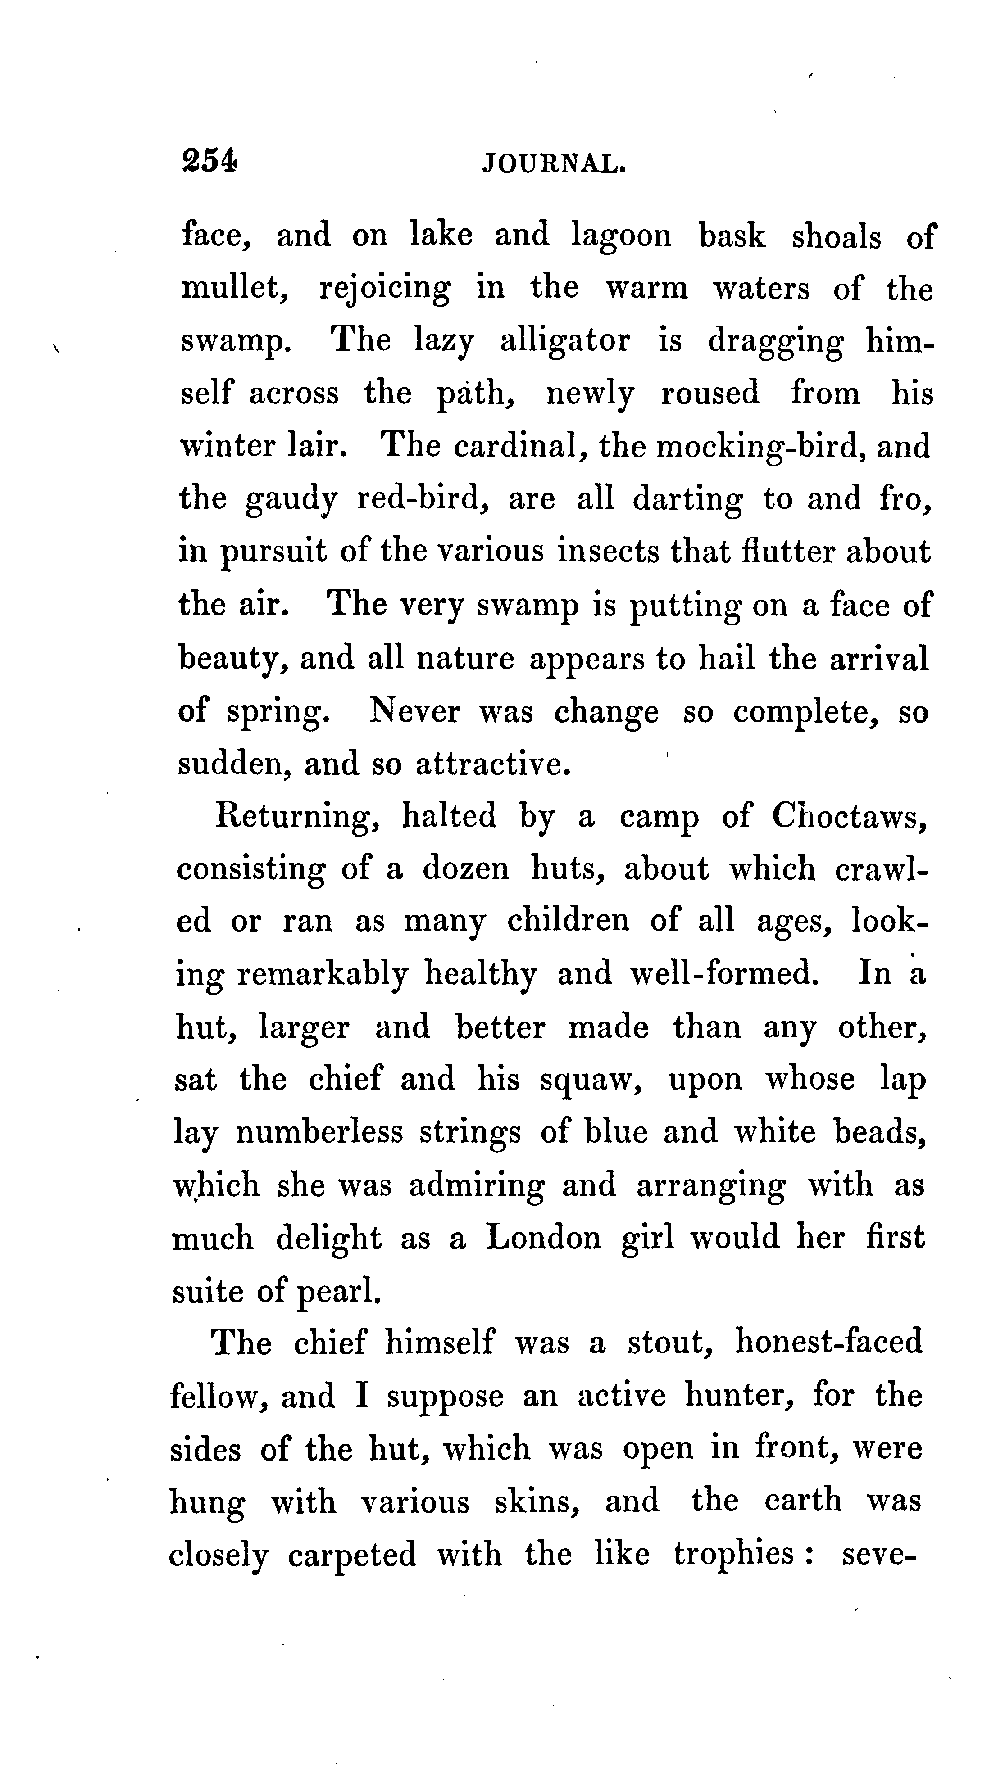 254 JOURNAL.
face, and on lake and lagoon bask shoals of
mullet, rejoicing in the warm waters of the
swamp. The lazy alligator is dragging him-
self across the path, newly roused from his
winter lair. The cardinal, the mocking-bird, and
the gaudy red-bird, are all darting to and fro,
in pursuit of the various insects that flutter about
the air. The very swamp is putting on a face of
beauty, and all nature appears to hail the arrival
of spring. Never was change so complete, so
sudden, and so attractive.
Returning, halted by a camp of Choctaws,
consisting of a dozen huts, about which crawl-
ed or ran as many children of all ages, look-
ing remarkably healthy and well-formed. In a
hut, larger and better made than any other,
sat the chief and his squaw, upon whose lap
lay numberless strings of blue and white beads,
which she was admiring and arranging with as
much delight as a London girl would her first
suite of pearl.
The chief himself was a stout, honest-faced
fellow, and I suppose an active hunter, for the
sides of the hut, which was open in front, were
hung with various skins, and the earth was
closely carpeted with the like trophies : seve-